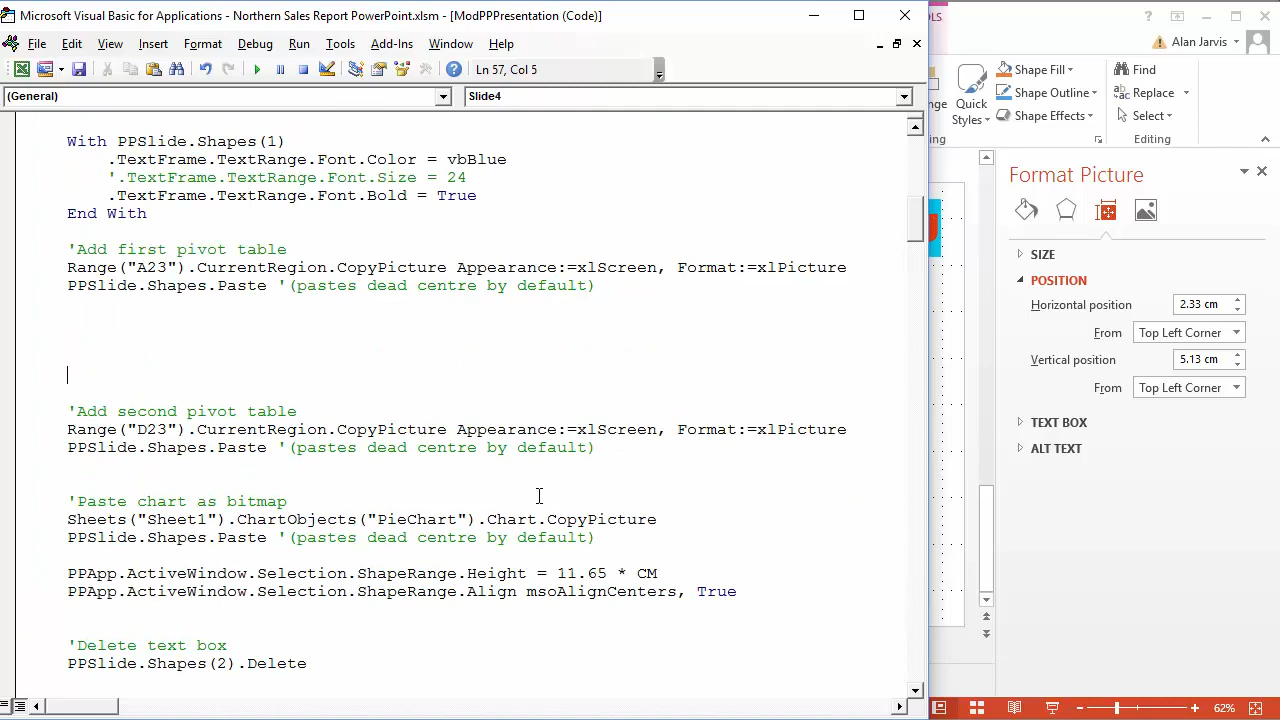 Microsoft Visual Basic for Applications - Northern Sales Report PowerPoint.xlsm - [ModPPPresentation (Code)]
File Edit View Insert Format Debug Run Tools Add-Ins Window Help
Ln 57, Col 5
(General) Slide4
With PPSlide.Shapes(1)
.TextFrame.TextRange.Font.Color = vbBlue
'.TextFrame.TextRange.Font.Size = 24
.TextFrame.TextRange.Font.Bold = True
End With
'Add first pivot table
Range("A23").CurrentRegion.CopyPicture Appearance:=xlScreen, Format:=xlPicture
PPSlide.Shapes.Paste '(pastes dead centre by default)
'Add second pivot table
Range("D23").CurrentRegion.CopyPicture Appearance:=xlScreen, Format:=xlPicture
PPSlide.Shapes.Paste '(pastes dead centre by default)
'Paste chart as bitmap
Sheets("Sheet1").ChartObjects("PieChart").Chart.CopyPicture
PPSlide.Shapes.Paste '(pastes dead centre by default)
PPApp.ActiveWindow.Selection.ShapeRange.Height = 11.65 * CM
PPApp.ActiveWindow.Selection.ShapeRange.Align msoAlignCenters, True
'Delete text box
PPSlide.Shapes(2).Delete
Alan Jarvis
Quick Styles
Shape Fill
Shape Outline
Shape Effects
Find
Replace
Select
Editing
Format Picture
SIZE
POSITION
Horizontal position 2.33 cm
From Top Left Corner
Vertical position 5.13 cm
From Top Left Corner
TEXT BOX
ALT TEXT
62%